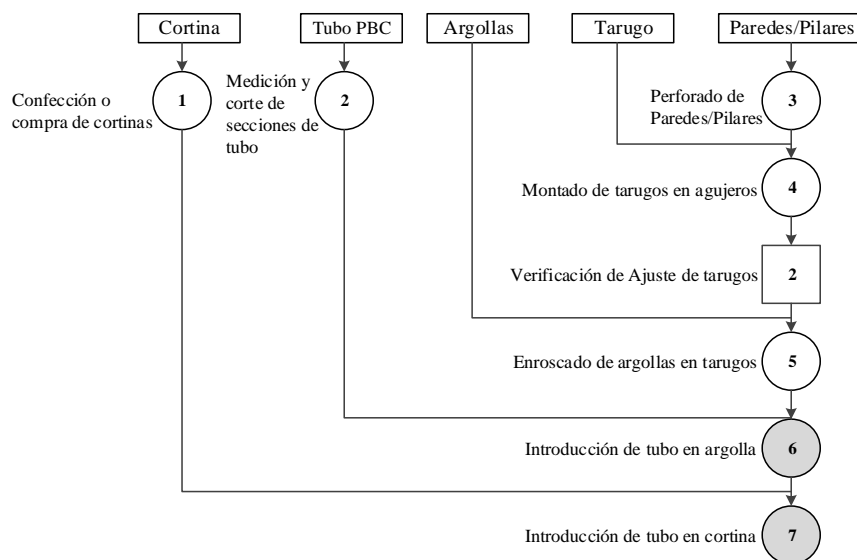 Cortina
Tubo PBC
Argollas
Tarugo
Paredes/Pilares
Confección o
compra de cortinas
1
Medición y
corte de
secciones de
tubo
2
Perforado de
Paredes/Pilares
3
Montado de tarugos en agujeros
4
Verificación de Ajuste de tarugos
2
Enroscado de argollas en tarugos
5
Introducción de tubo en argolla
6
Introducción de tubo en cortina
7